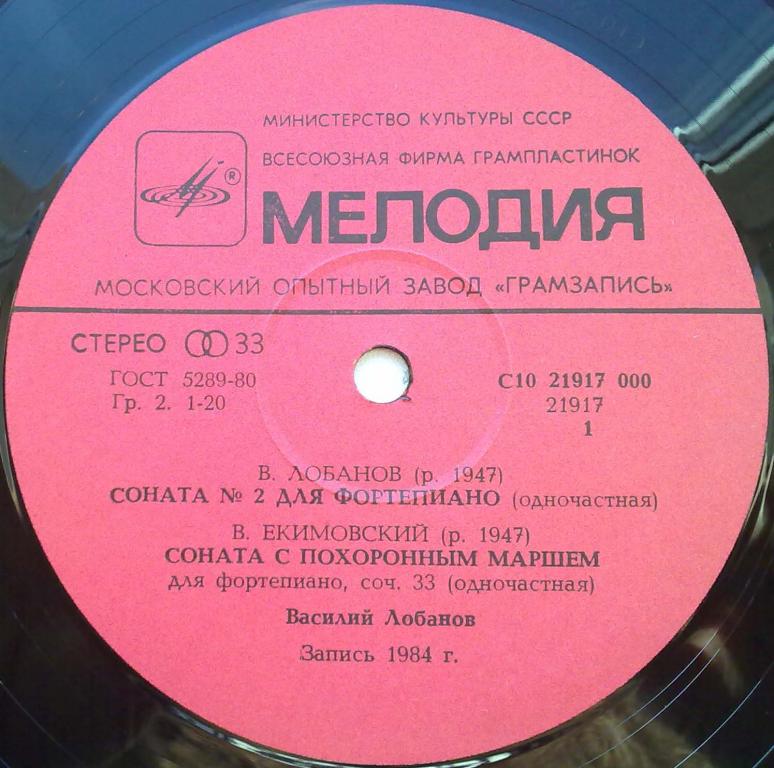 МИНИСТЕРСТВО КУЛЬТУРЫ СССР
ВСЕСОЮЗНАЯ ФИРМА ГРАМПЛАСТИНОК
®
МЕЛОДИЯ
МОСКОВСКИЙ ОПЫТНЫЙ ЗАВОД «ГРАМЗАПИСЬ»
СТЕРЕО 33
ГОСТ 5289-80
Гр. 2. 1-20
С10 21917 000
21917
1
В. ЛОБАНОВ (р. 1947)
СОНАТА № 2 ДЛЯ ФОРТЕПИАНО (одночастная)
В. ЕКИМОВСКИЙ (р. 1947)
СОНАТА С ПОХОРОННЫМ МАРШЕМ
для фортепиано, соч. 33 (одночастная)
Василий Лобанов
Запись 1984 г.